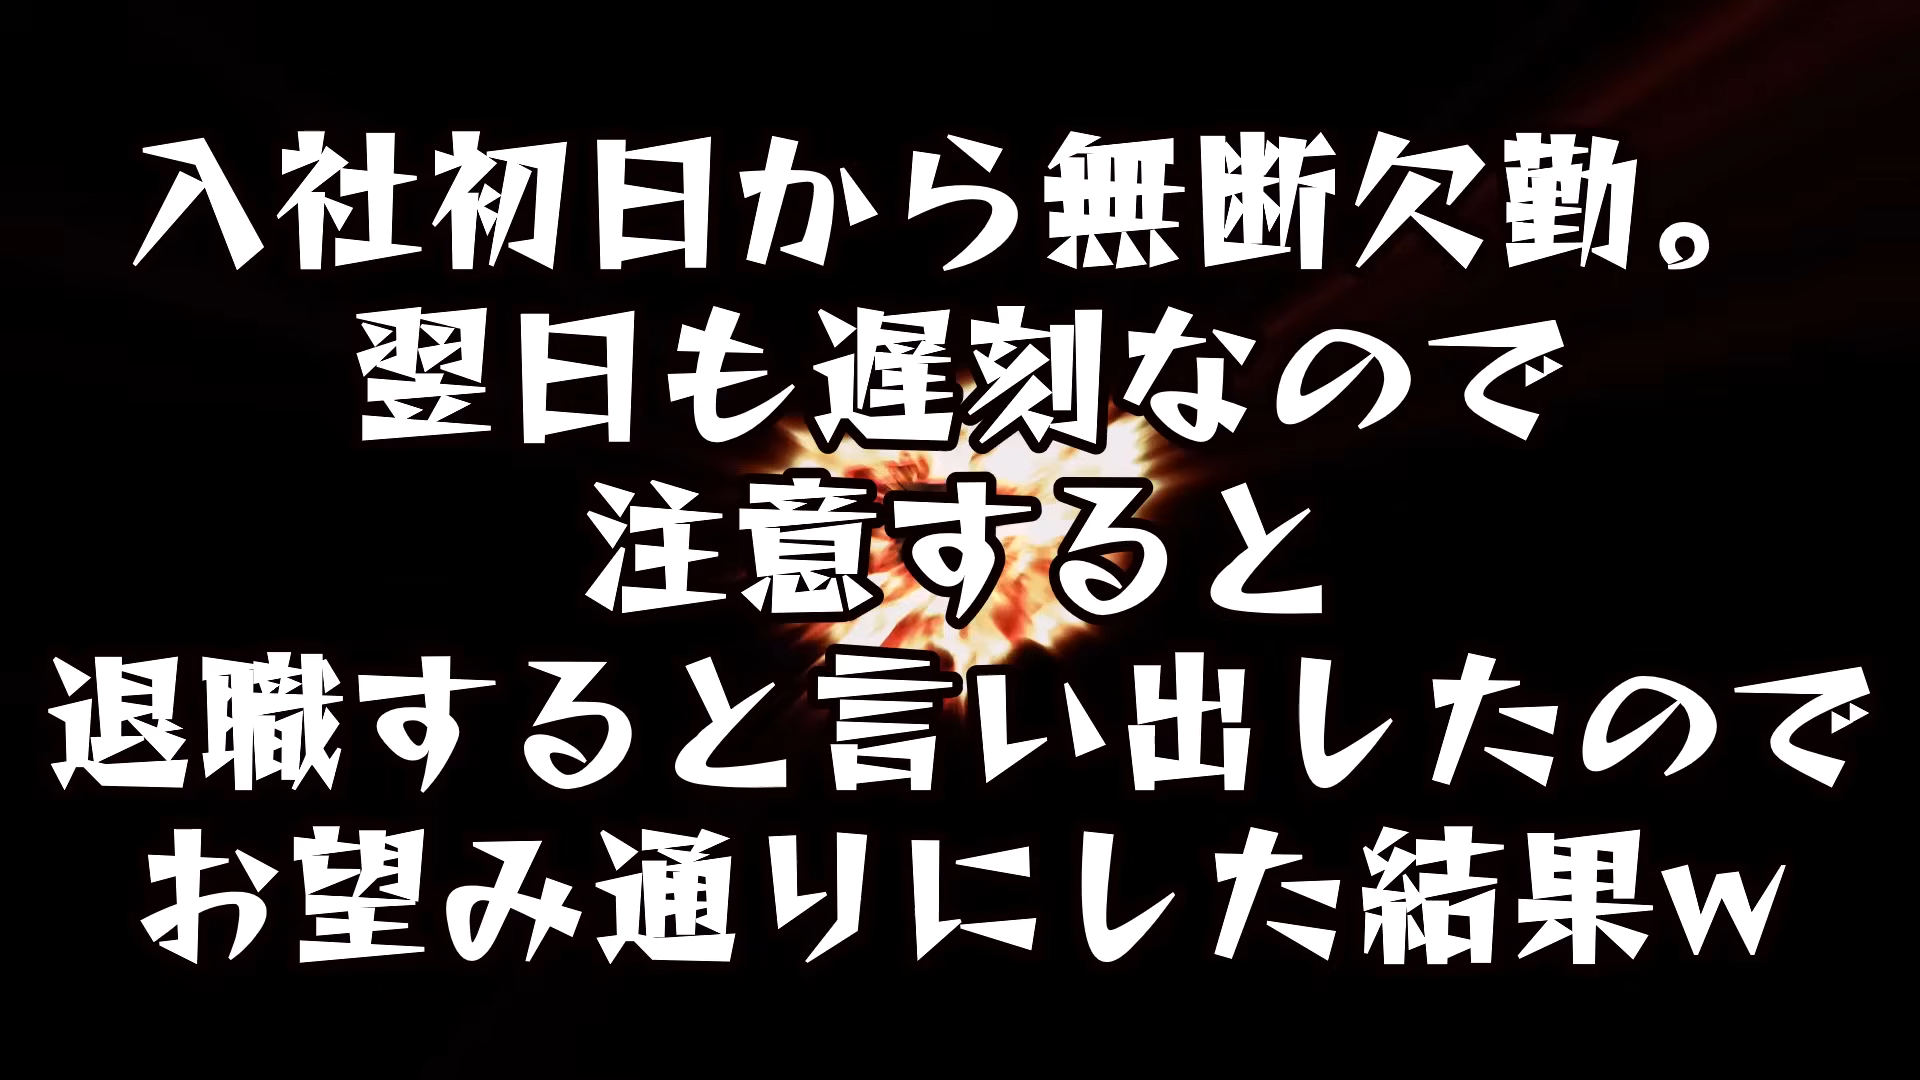 入社初日から無断欠勤。
翌日も遅刻なので
注意すると
退職すると言い出したので
お望み通りにした結果w